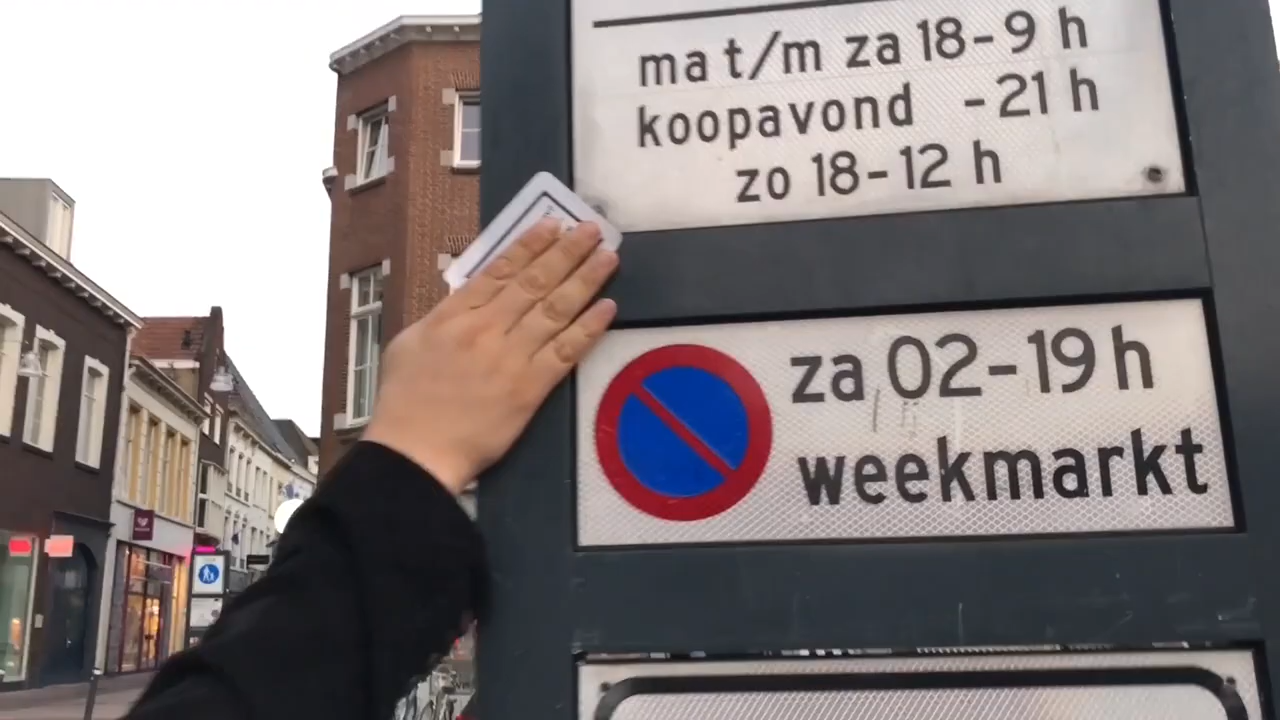 ma t/m za 18-9 h
koopavond -21 h
zo 18-12 h
za 02-19 h
weekmarkt